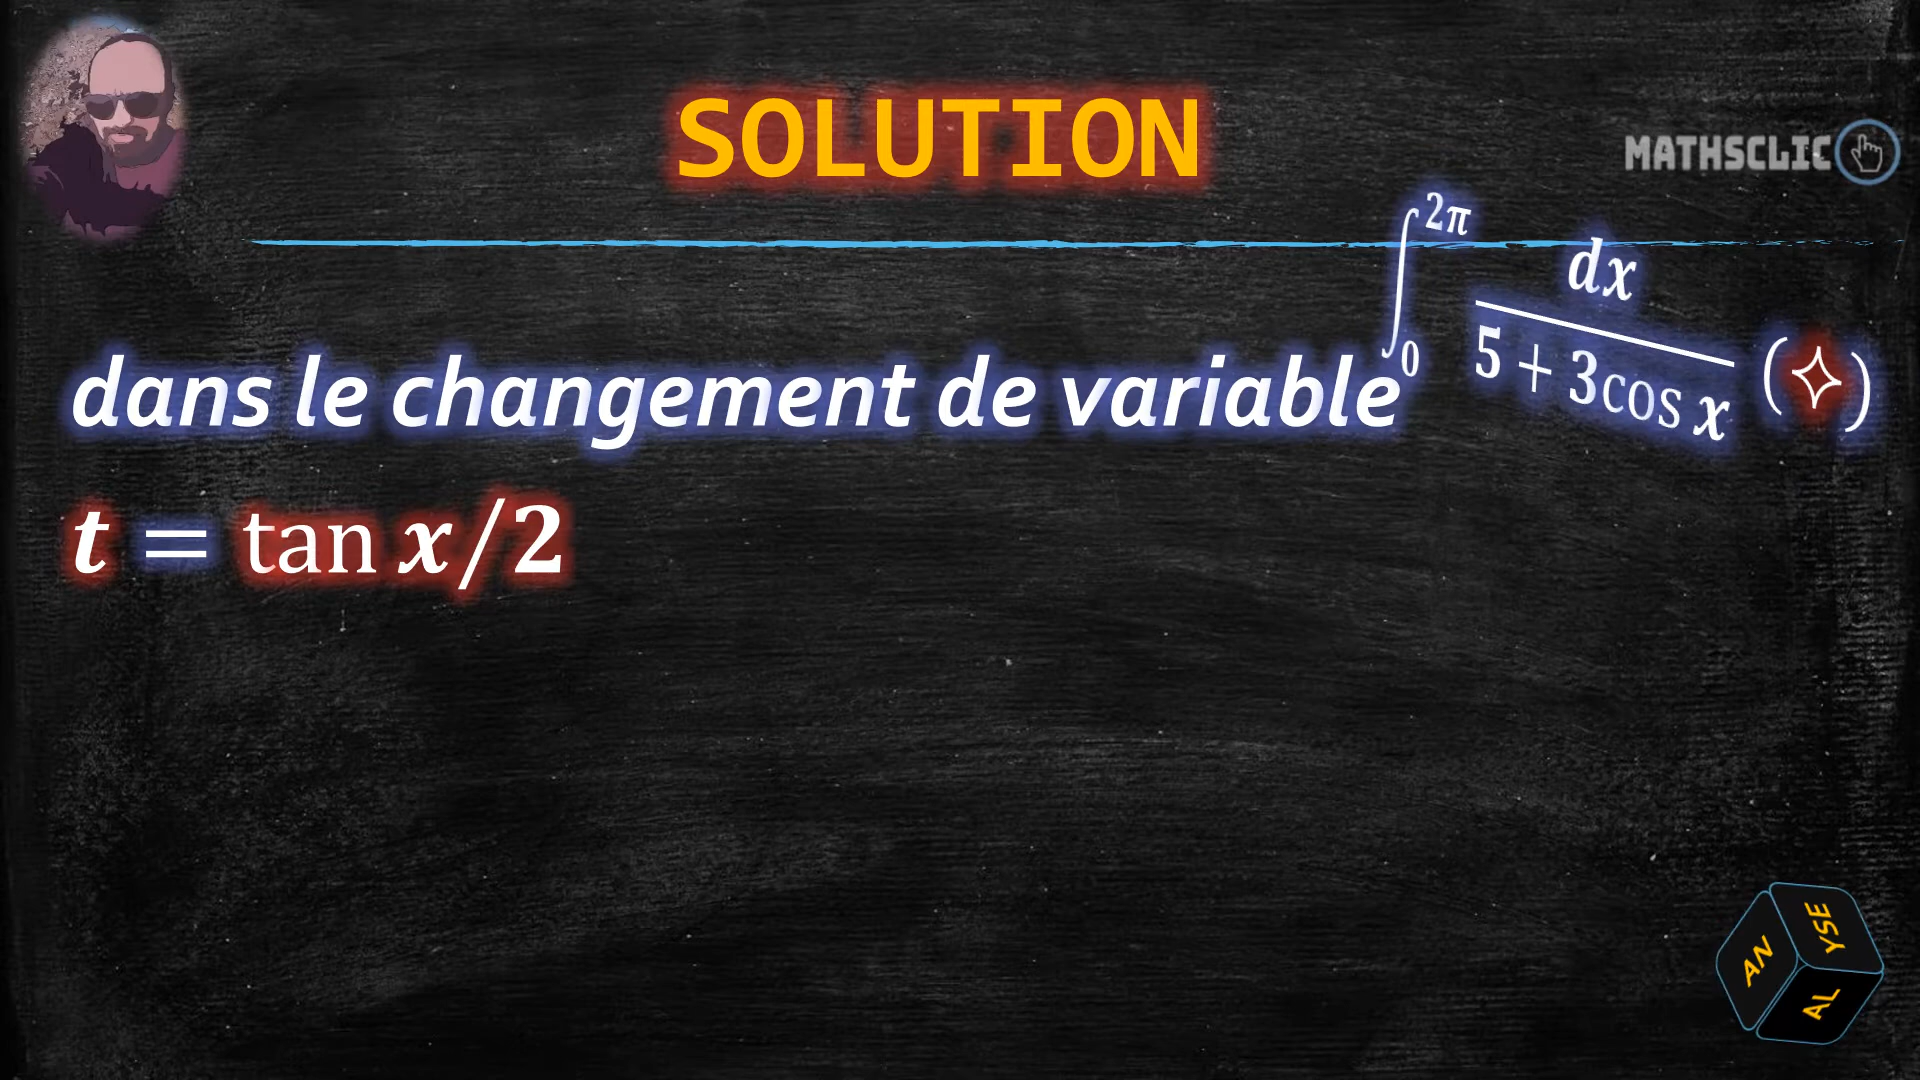 SOLUTION
MATHSCLIC
∫₀^{2π} dx / (5 + 3cos x) (✧)
dans le changement de variable
t = tan x/2
AN
AL
YSE